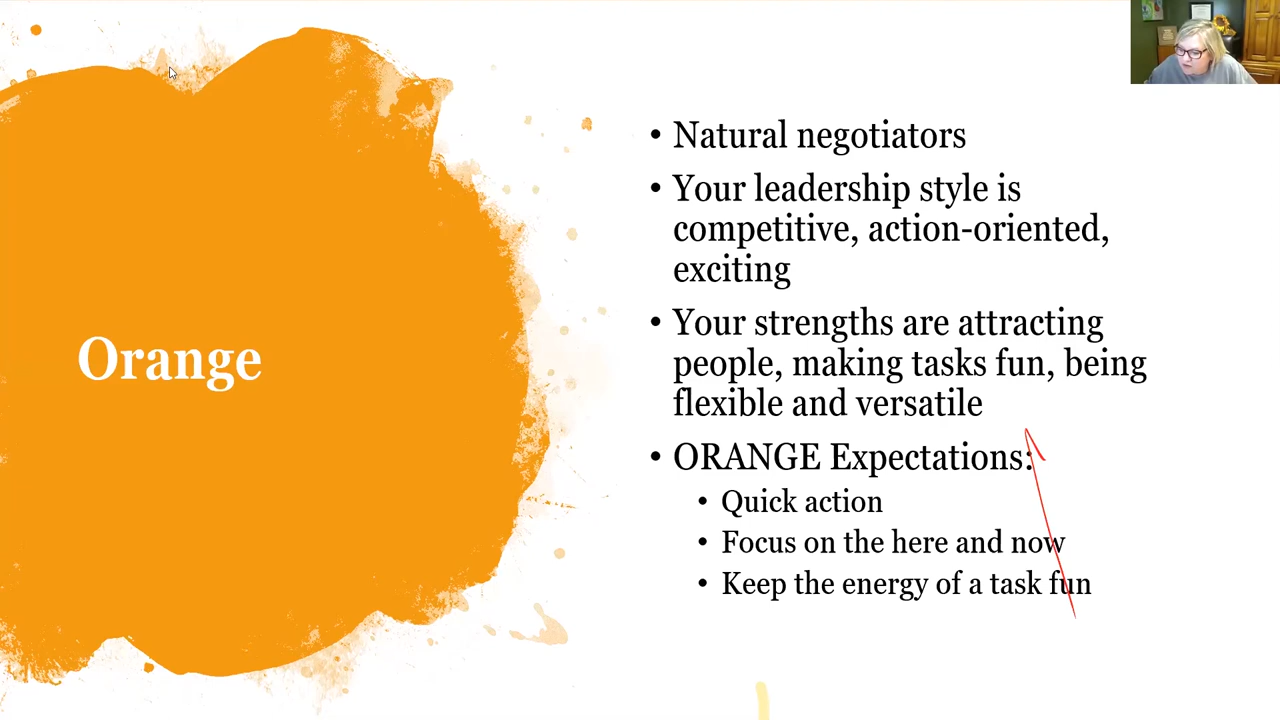 Orange
• Natural negotiators
• Your leadership style is
competitive, action-oriented,
exciting
• Your strengths are attracting
people, making tasks fun, being
flexible and versatile
• ORANGE Expectations:
• Quick action
• Focus on the here and now
• Keep the energy of a task fun